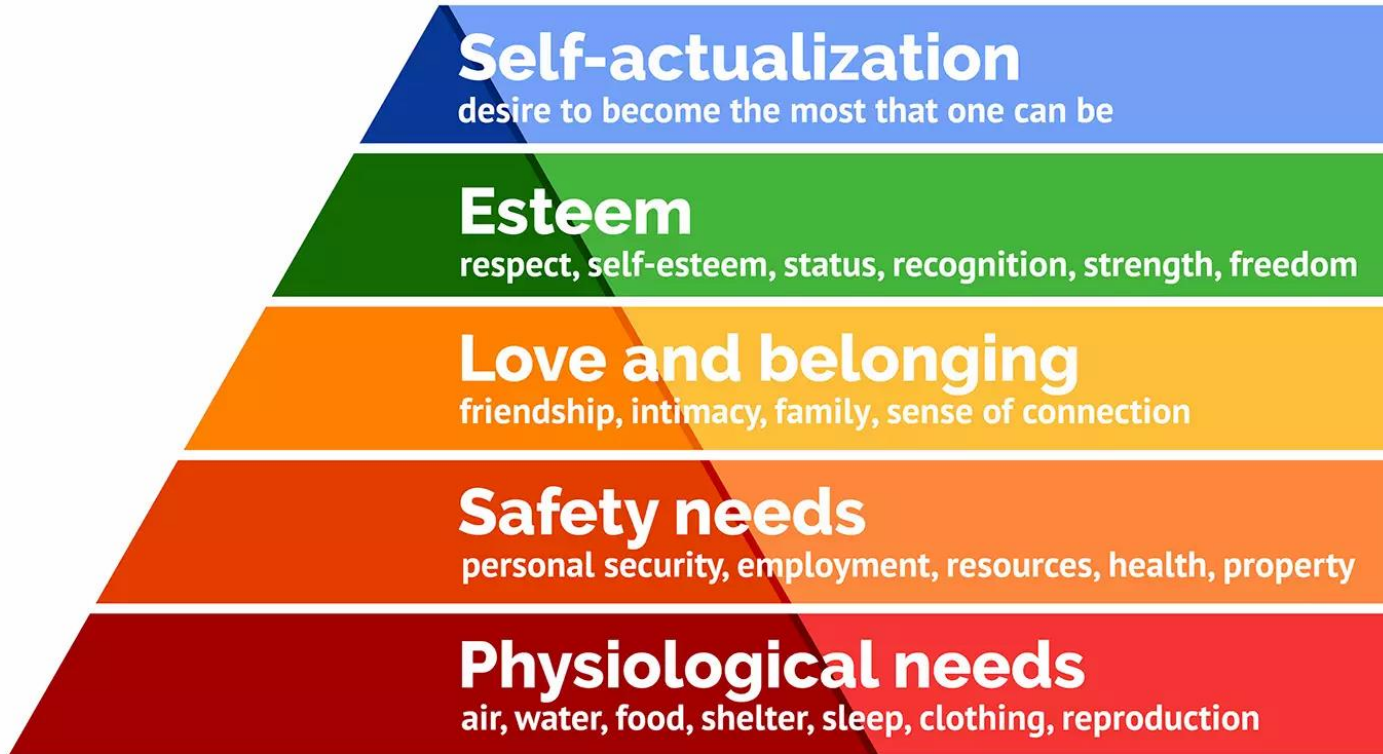 Self-actualization
desire to become the most that one can be
Esteem
respect, self-esteem, status, recognition, strength, freedom
Love and belonging
friendship, intimacy, family, sense of connection
Safety needs
personal security, employment, resources, health, property
Physiological needs
air, water, food, shelter, sleep, clothing, reproduction